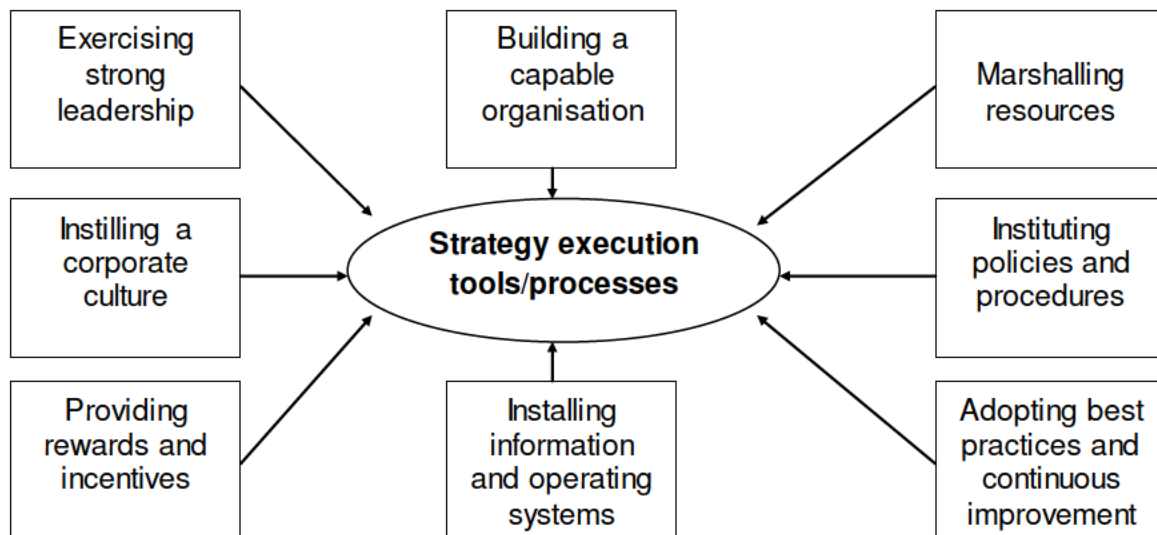 Exercising
strong
leadership
Building a
capable
organisation
Marshalling
resources
Instilling a
corporate
culture
Strategy execution
tools/processes
Instituting
policies and
procedures
Providing
rewards and
incentives
Installing
information
and operating
systems
Adopting best
practices and
continuous
improvement